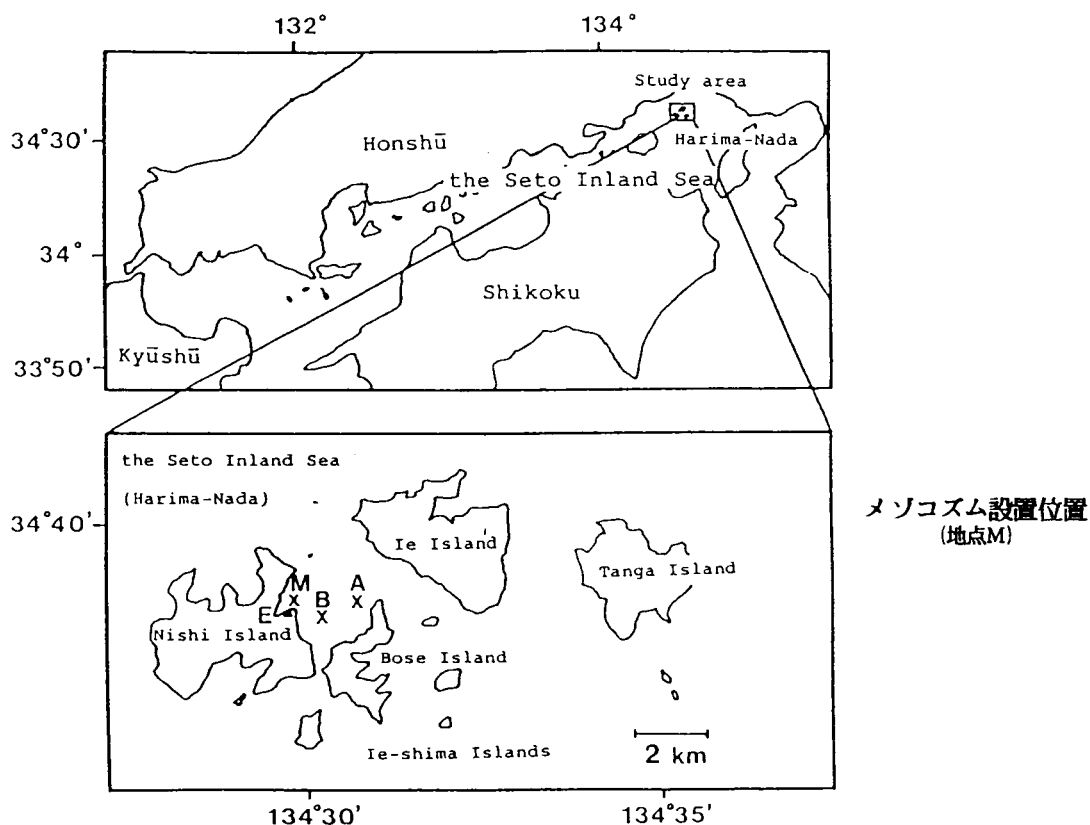 132°
134°
Study area
34°30'
Honshū
Harima-Nada
the Seto Inland Sea
34°
Shikoku
Kyūshū
33°50'
the Seto Inland Sea
(Harima-Nada)
34°40'
Ie Island
Tanga Island
M
A
x
B
x
x
E
Nishi Island
Bose Island
Ie-shima Islands
2 km
134°30'
134°35'
メゾコズム設置位置
(地点M)